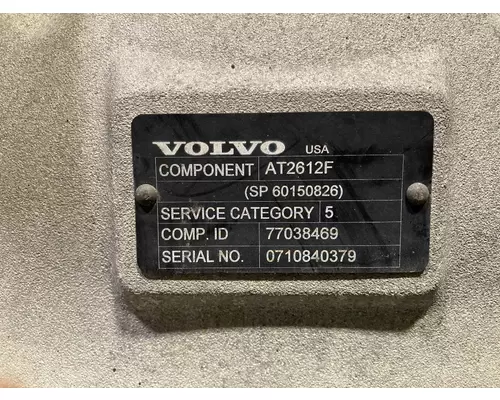 VOLVO USA
COMPONENT AT2612F
(SP 60150826)
SERVICE CATEGORY 5
COMP. ID 77038469
SERIAL NO. 0710840379